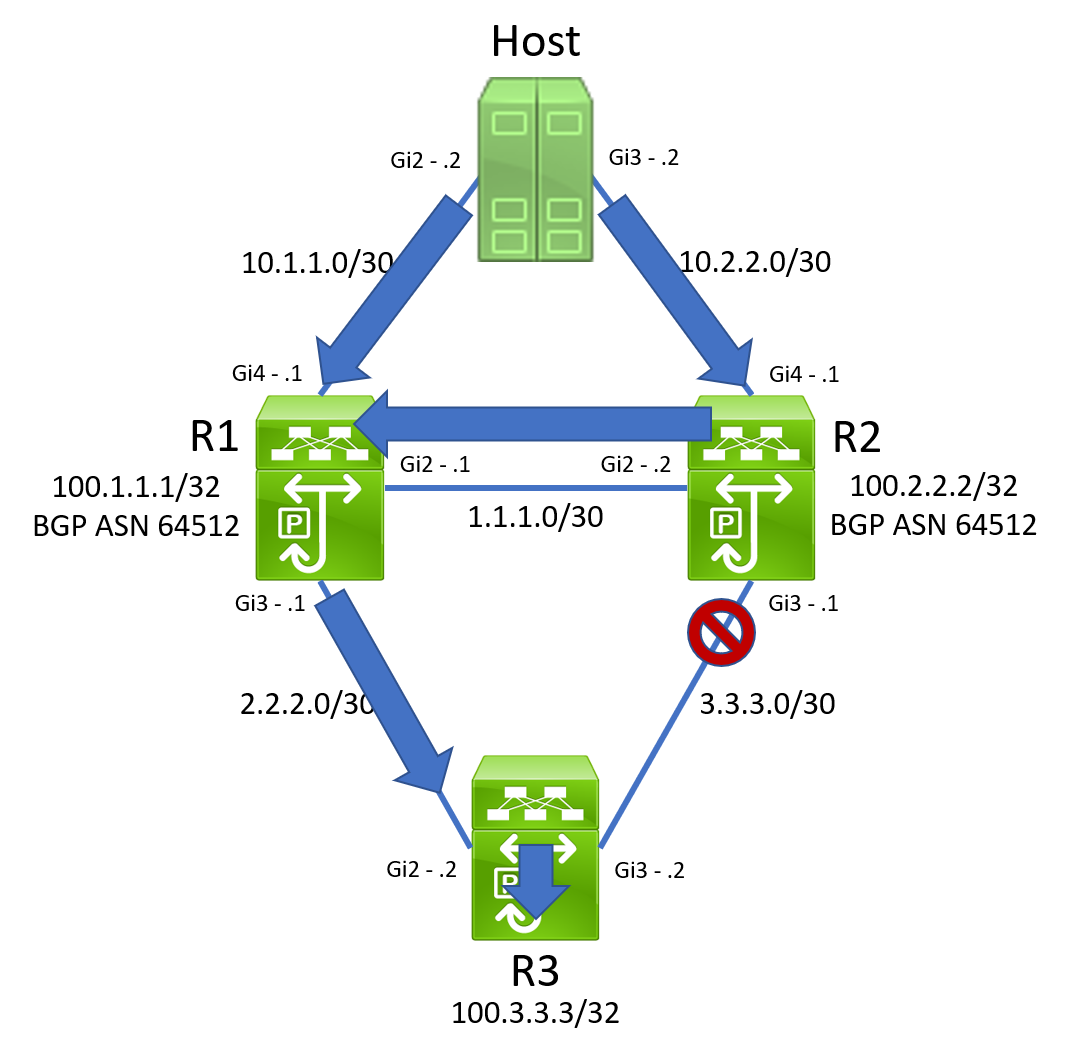 Host
Gi2 - .2
Gi3 - .2
10.1.1.0/30
10.2.2.0/30
Gi4 - .1
Gi4 - .1
R1
R2
Gi2 - .1
Gi2 - .2
100.1.1.1/32
BGP ASN 64512
100.2.2.2/32
BGP ASN 64512
1.1.1.0/30
P
P
Gi3 - .1
Gi3 - .1
2.2.2.0/30
3.3.3.0/30
Gi2 - .2
Gi3 - .2
P
R3
100.3.3.3/32